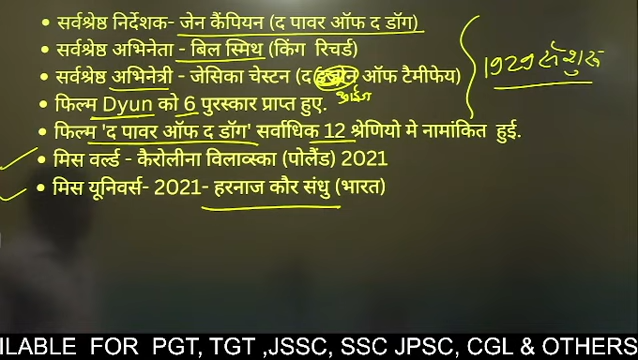 • सर्वश्रेष्ठ निर्देशक- जेन कैंपियन (द पावर ऑफ द डॉग)
• सर्वश्रेष्ठ अभिनेता - बिल स्मिथ (किंग रिचर्ड)
• सर्वश्रेष्ठ अभिनेत्री - जेसिका चेस्टन (द ऑफ टैमीफेय)
• फिल्म Dyun को 6 पुरस्कार प्राप्त हुए.
• फिल्म 'द पावर ऑफ द डॉग' सर्वाधिक 12 श्रेणियो मे नामांकित हुई.
• मिस वर्ल्ड - कैरोलीना विलाव्स्का (पोलैंड) 2021
• मिस यूनिवर्स- 2021- हरनाज कौर संधु (भारत)
1929 से शुरू
ILABLE FOR PGT, TGT ,JSSC, SSC JPSC, CGL & OTHERS